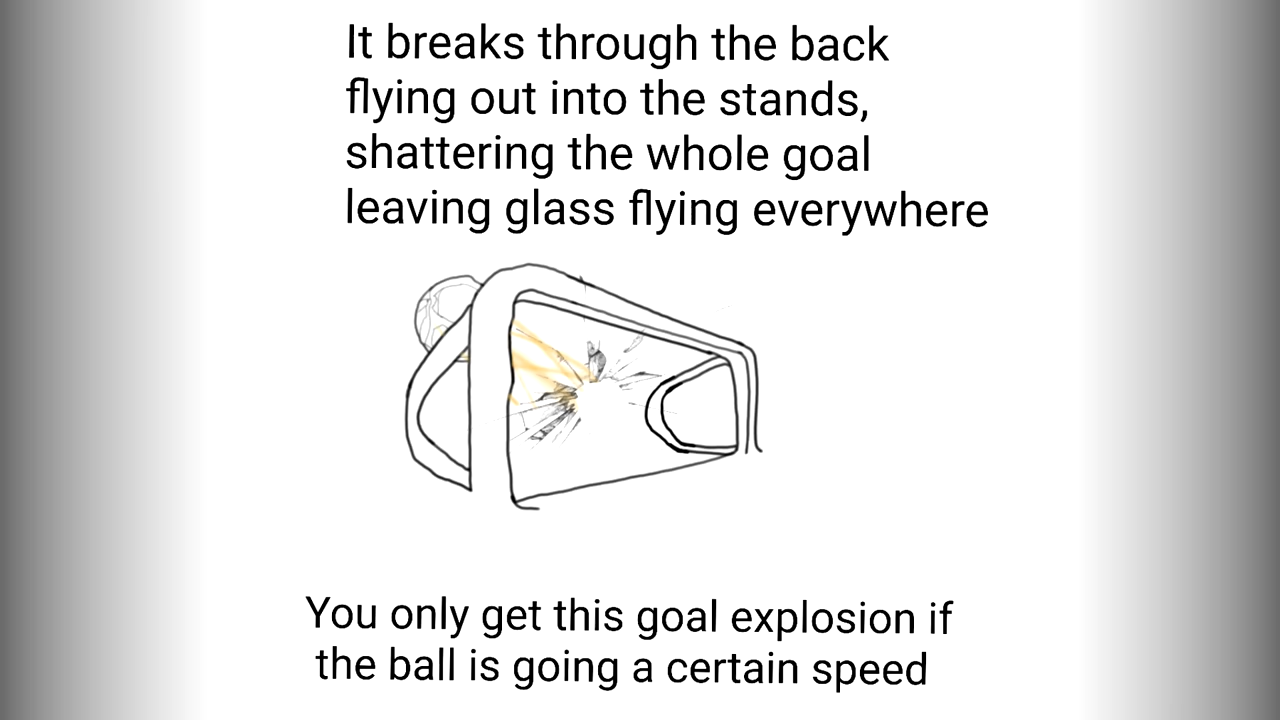 It breaks through the back
flying out into the stands,
shattering the whole goal
leaving glass flying everywhere
You only get this goal explosion if
the ball is going a certain speed